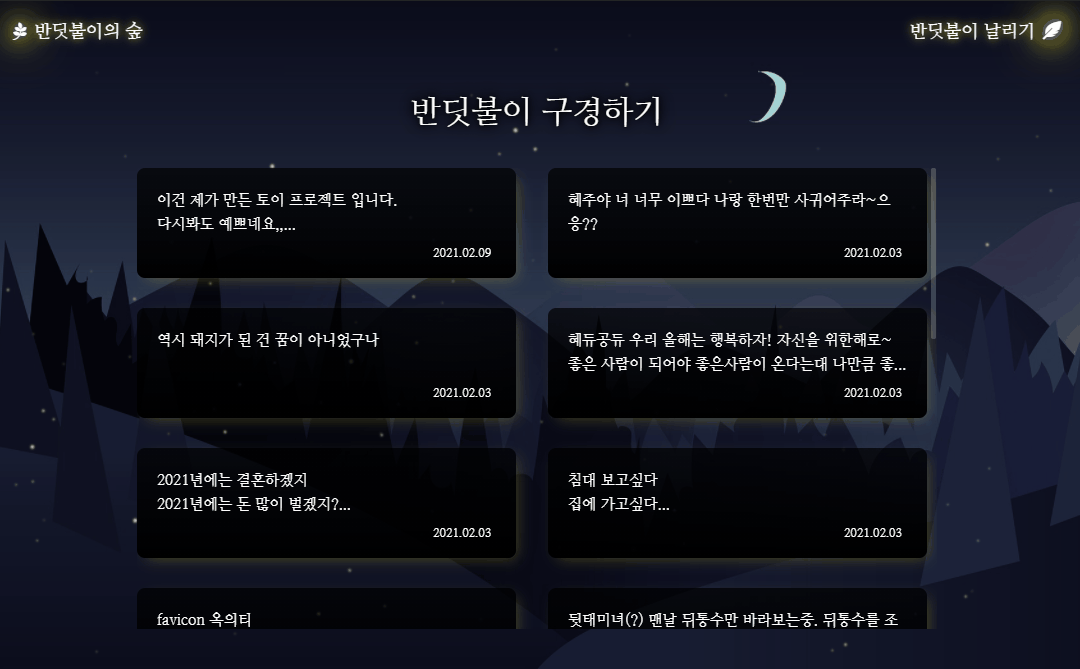 반딧불이의 숲
반딧불이 날리기
반딧불이 구경하기
이건 제가 만든 토이 프로젝트 입니다.
다시봐도 예쁘네요,,...
2021.02.09
혜주야 너 너무 이쁘다 나랑 한번만 사귀어주라~으
응??
2021.02.03
역시 돼지가 된 건 꿈이 아니었구나
2021.02.03
혜듀공듀 우리 올해는 행복하자! 자신을 위한해로~
좋은 사람이 되어야 좋은사람이 온다는대 나만큼 좋...
2021.02.03
2021년에는 결혼하겠지
2021년에는 돈 많이 벌겠지?...
2021.02.03
침대 보고싶다
집에 가고싶다...
2021.02.03
favicon 옥의티
뒷태미녀(?) 맨날 뒤통수만 바라보는중. 뒤통수를 조